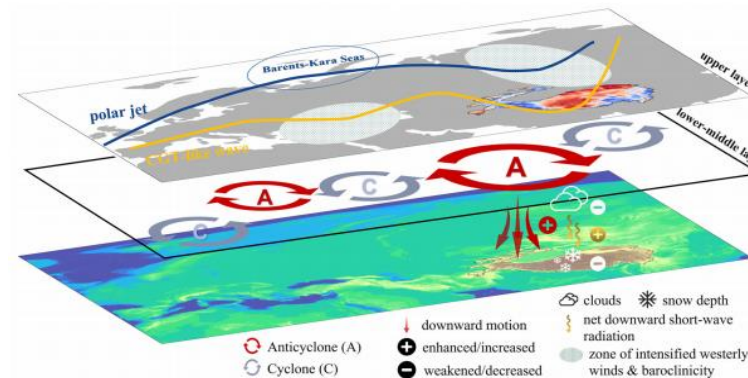 Barents-Kara Seas
upper layer
polar jet
CGT-like wave
lower-middle la
C
A
A
C
C
clouds
snow depth
downward motion
net downward short-wave
radiation
Anticyclone (A)
enhanced/increased
zone of intensified westerly
winds & baroclinicity
Cyclone (C)
weakened/decreased